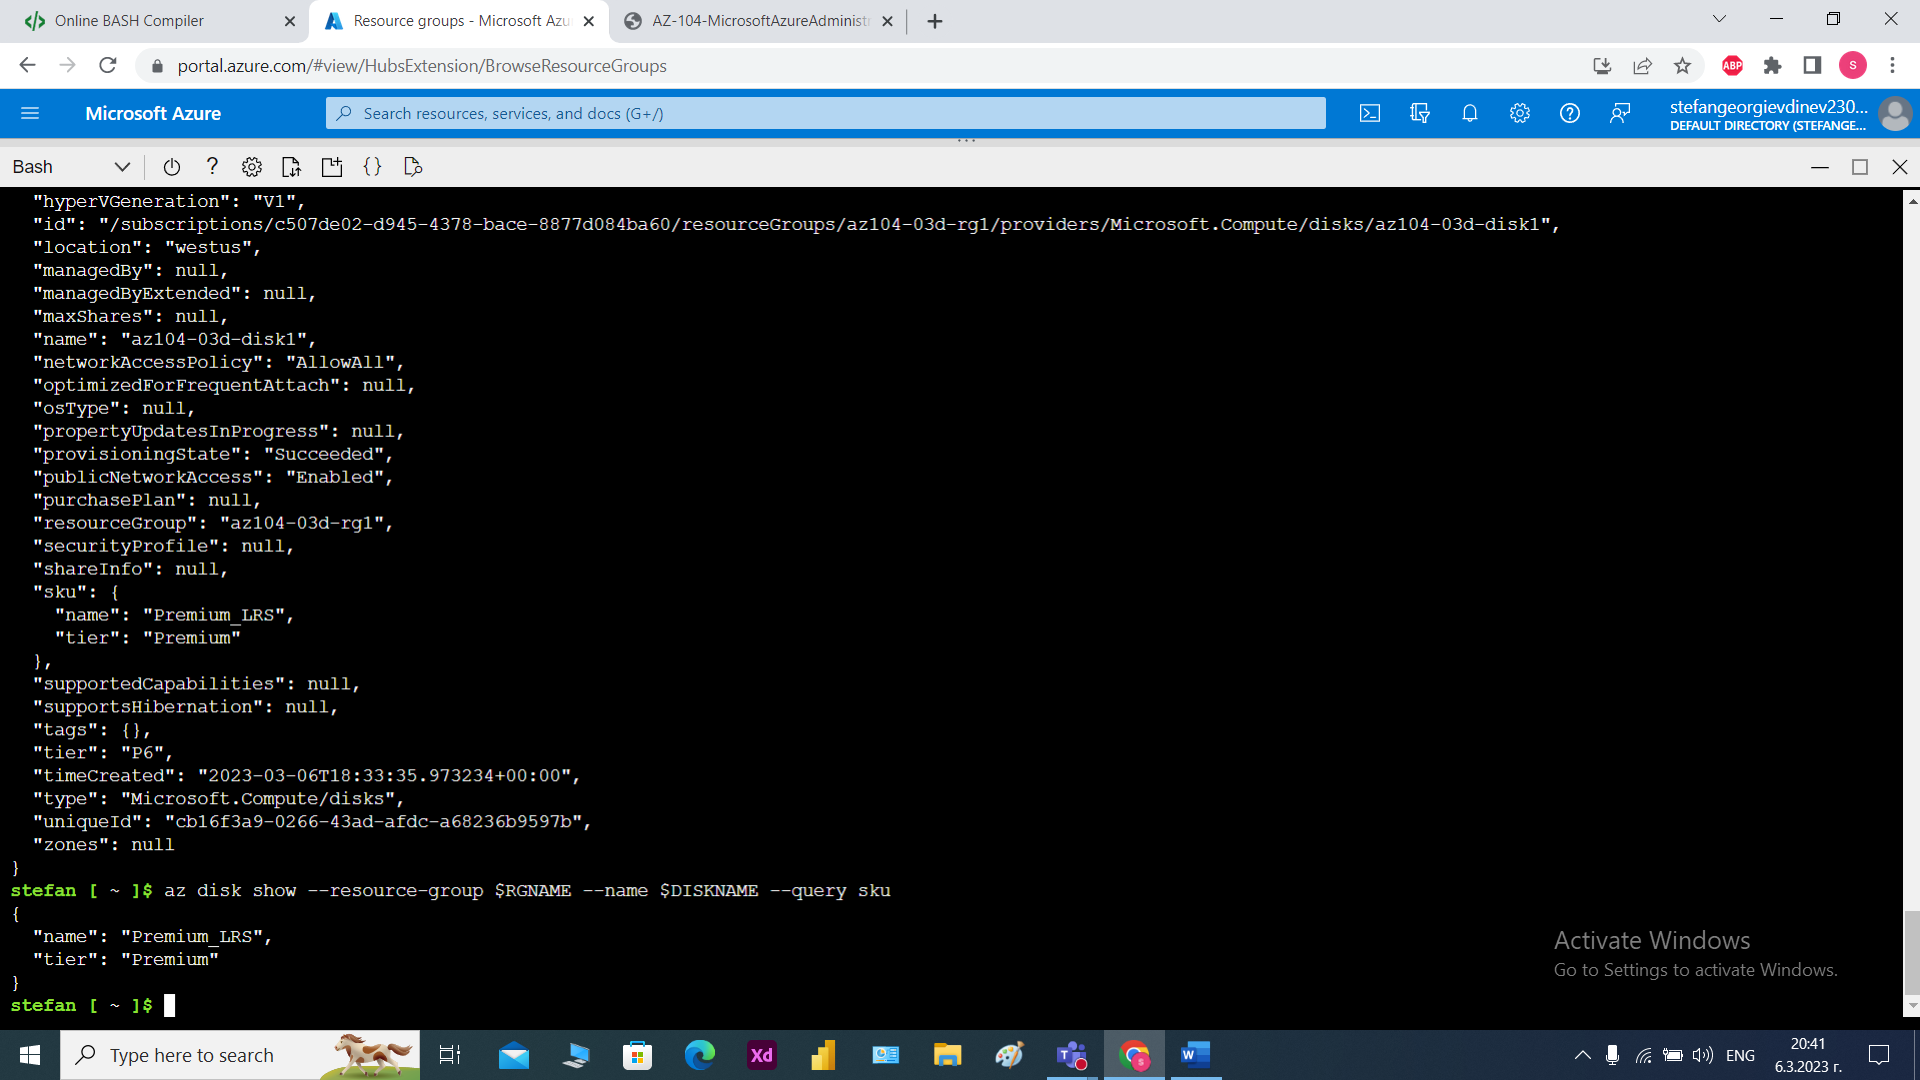 Online BASH Compiler
Resource groups - Microsoft Azu
AZ-104-MicrosoftAzureAdministr
portal.azure.com/#view/HubsExtension/BrowseResourceGroups
ABP
S
Microsoft Azure
Search resources, services, and docs (G+/)
stefangeorgievdinev230...
DEFAULT DIRECTORY (STEFANGE...
Bash
"hyperVGeneration": "V1",
"id": "/subscriptions/c507de02-d945-4378-bace-8877d084ba60/resourceGroups/az104-03d-rg1/providers/Microsoft.Compute/disks/az104-03d-disk1",
"location": "westus",
"managedBy": null,
"managedByExtended": null,
"maxShares": null,
"name": "az104-03d-disk1",
"networkAccessPolicy": "AllowAll",
"optimizedForFrequentAttach": null,
"osType": null,
"propertyUpdatesInProgress": null,
"provisioningState": "Succeeded",
"publicNetworkAccess": "Enabled",
"purchasePlan": null,
"resourceGroup": "az104-03d-rg1",
"securityProfile": null,
"shareInfo": null,
"sku": {
"name": "Premium_LRS",
"tier": "Premium"
},
"supportedCapabilities": null,
"supportsHibernation": null,
"tags": {},
"tier": "P6",
"timeCreated": "2023-03-06T18:33:35.973234+00:00",
"type": "Microsoft.Compute/disks",
"uniqueId": "cb16f3a9-0266-43ad-afdc-a68236b9597b",
"zones": null
}
stefan [ ~ ]$ az disk show --resource-group $RGNAME --name $DISKNAME --query sku
{
"name": "Premium_LRS",
"tier": "Premium"
}
stefan [ ~ ]$
Activate Windows
Go to Settings to activate Windows.
Type here to search
Xd
T
S
W
ENG
20:41
6.3.2023 г.